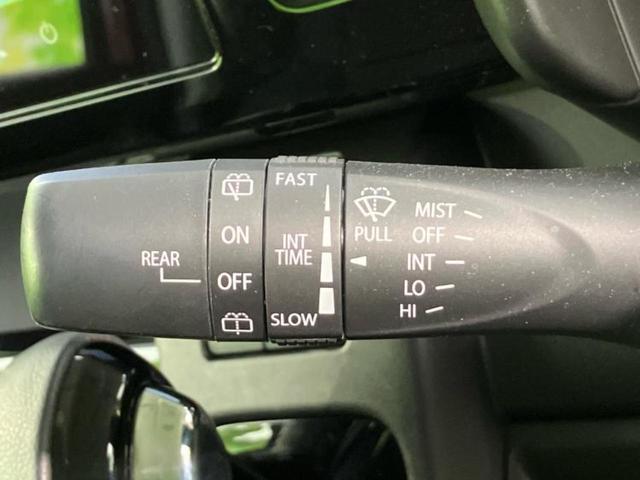 REAR
ON
OFF
FAST
INT
TIME
SLOW
PULL
MIST
OFF
INT
LO
HI